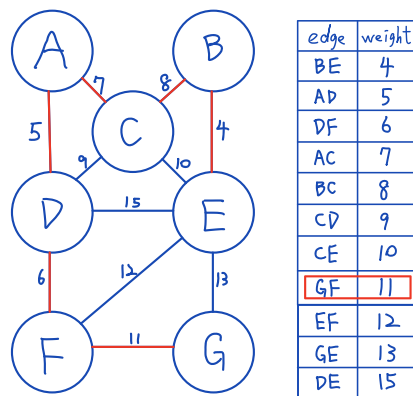 A
B
7
8
C
5
4
9
10
D
15
E
6
12
13
F
11
G
edge weight
BE 4
AD 5
DF 6
AC 7
BC 8
CD 9
CE 10
GF 11
EF 12
GE 13
DE 15